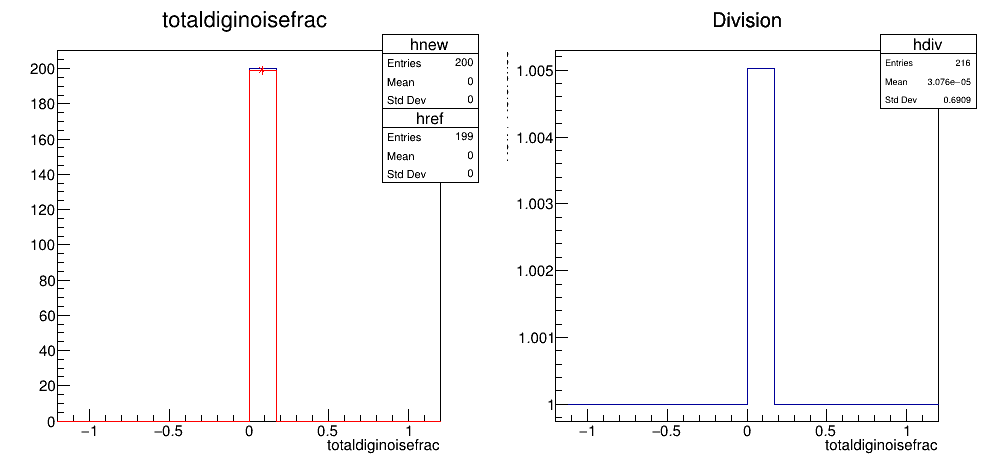 totaldiginoisefrac
hnew
Entries 200
Mean 0
Std Dev 0
href
Entries 199
Mean 0
Std Dev 0
200
180
160
140
120
100
80
60
40
20
0
−1 −0.5 0 0.5 1
totaldiginoisefrac
Division
hdiv
Entries 216
Mean 3.076e−05
Std Dev 0.6909
1.005
1.004
1.003
1.002
1.001
1
−1 −0.5 0 0.5 1
totaldiginoisefrac